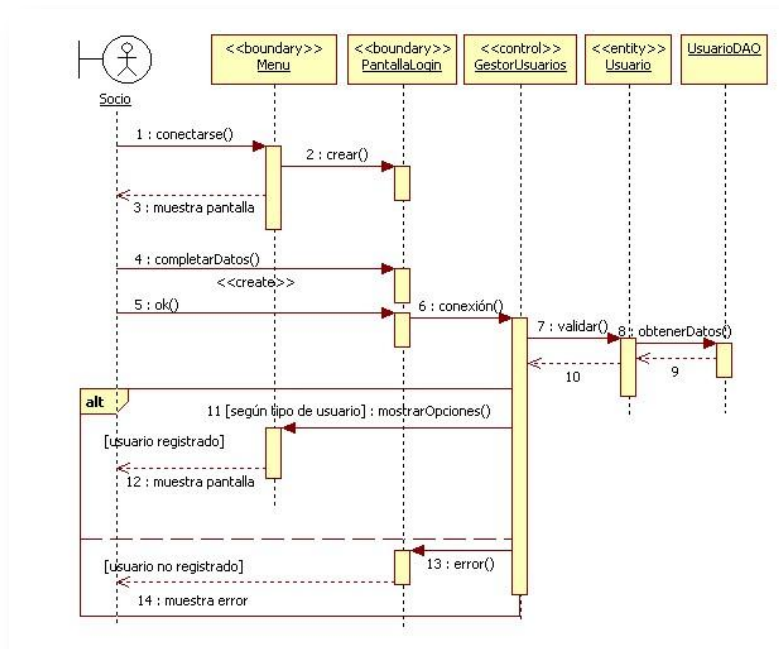 <<boundary>>
Menu
<<boundary>>
PantallaLogin
<<control>>
GestorUsuarios
<<entity>>
Usuario
UsuarioDAO
Socio
1 : conectarse()
2 : crear()
3 : muestra pantalla
4 : completarDatos()
<<create>>
5 : ok()
6 : conexión()
7 : validar()
8 : obtenerDatos()
9
10
alt
11 [según tipo de usuario] : mostrarOpciones()
[usuario registrado]
12 : muestra pantalla
13 : error()
[usuario no registrado]
14 : muestra error